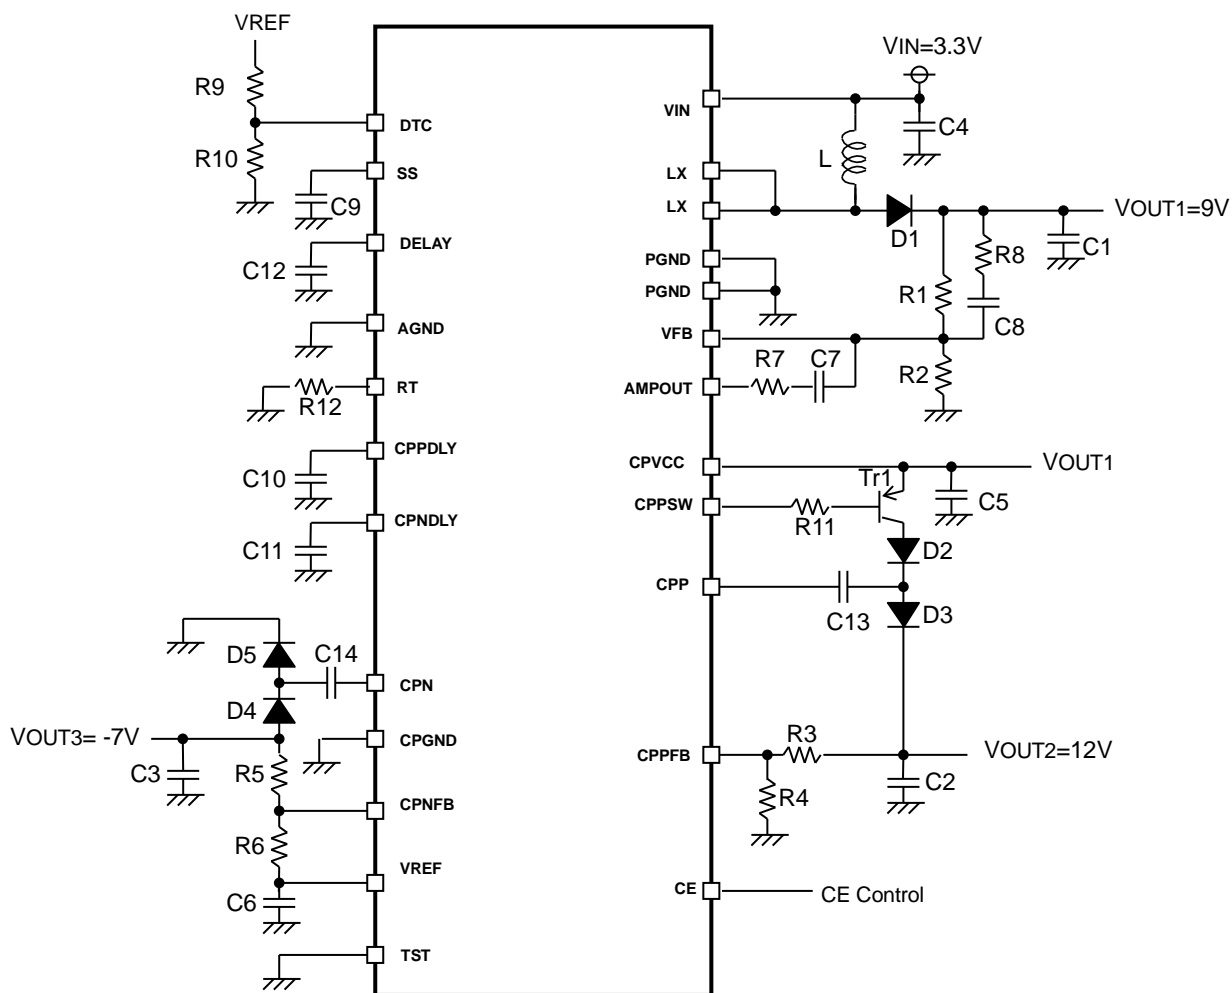 VREF
R9
R10
DTC
SS
C9
DELAY
C12
AGND
RT
R12
CPPDLY
C10
CPNDLY
C11
D5
C14
CPN
D4
VOUT3= -7V
CPGND
C3
R5
CPNFB
R6
VREF
C6
TST
VIN=3.3V
VIN
C4
L
LX
LX
D1
VOUT1=9V
C1
R8
PGND
PGND
R1
C8
VFB
R7
C7
R2
AMPOUT
CPVCC
VOUT1
Tr1
C5
CPPSW
R11
D2
CPP
C13
D3
CPPFB
R3
VOUT2=12V
R4
C2
CE
CE Control